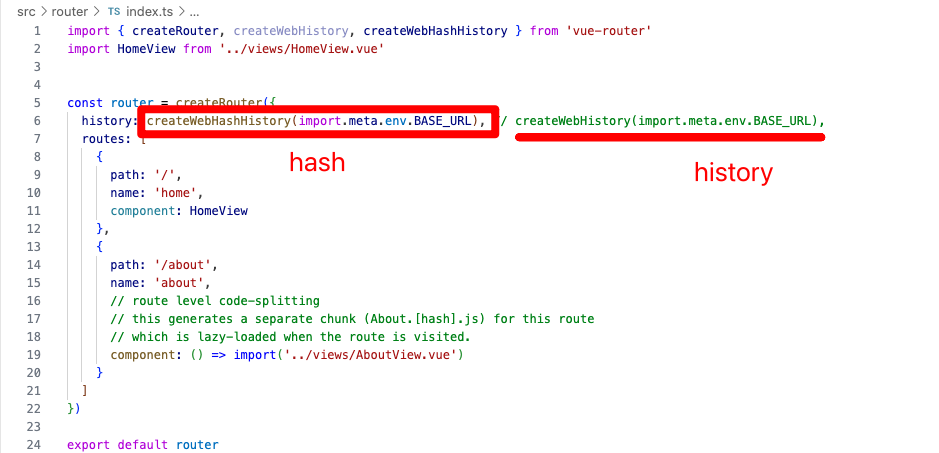 src > router > TS index.ts > ...
1 import { createRouter, createWebHistory, createWebHashHistory } from 'vue-router'
2 import HomeView from '../views/HomeView.vue'
3
4
5 const router = createRouter({
6 history: createWebHashHistory(import.meta.env.BASE_URL), // createWebHistory(import.meta.env.BASE_URL),
hash
history
7 routes: [
8 {
9 path: '/',
10 name: 'home',
11 component: HomeView
12 },
13 {
14 path: '/about',
15 name: 'about',
16 // route level code-splitting
17 // this generates a separate chunk (About.[hash].js) for this route
18 // which is lazy-loaded when the route is visited.
19 component: () => import('../views/AboutView.vue')
20 }
21 ]
22 })
23
24 export default router